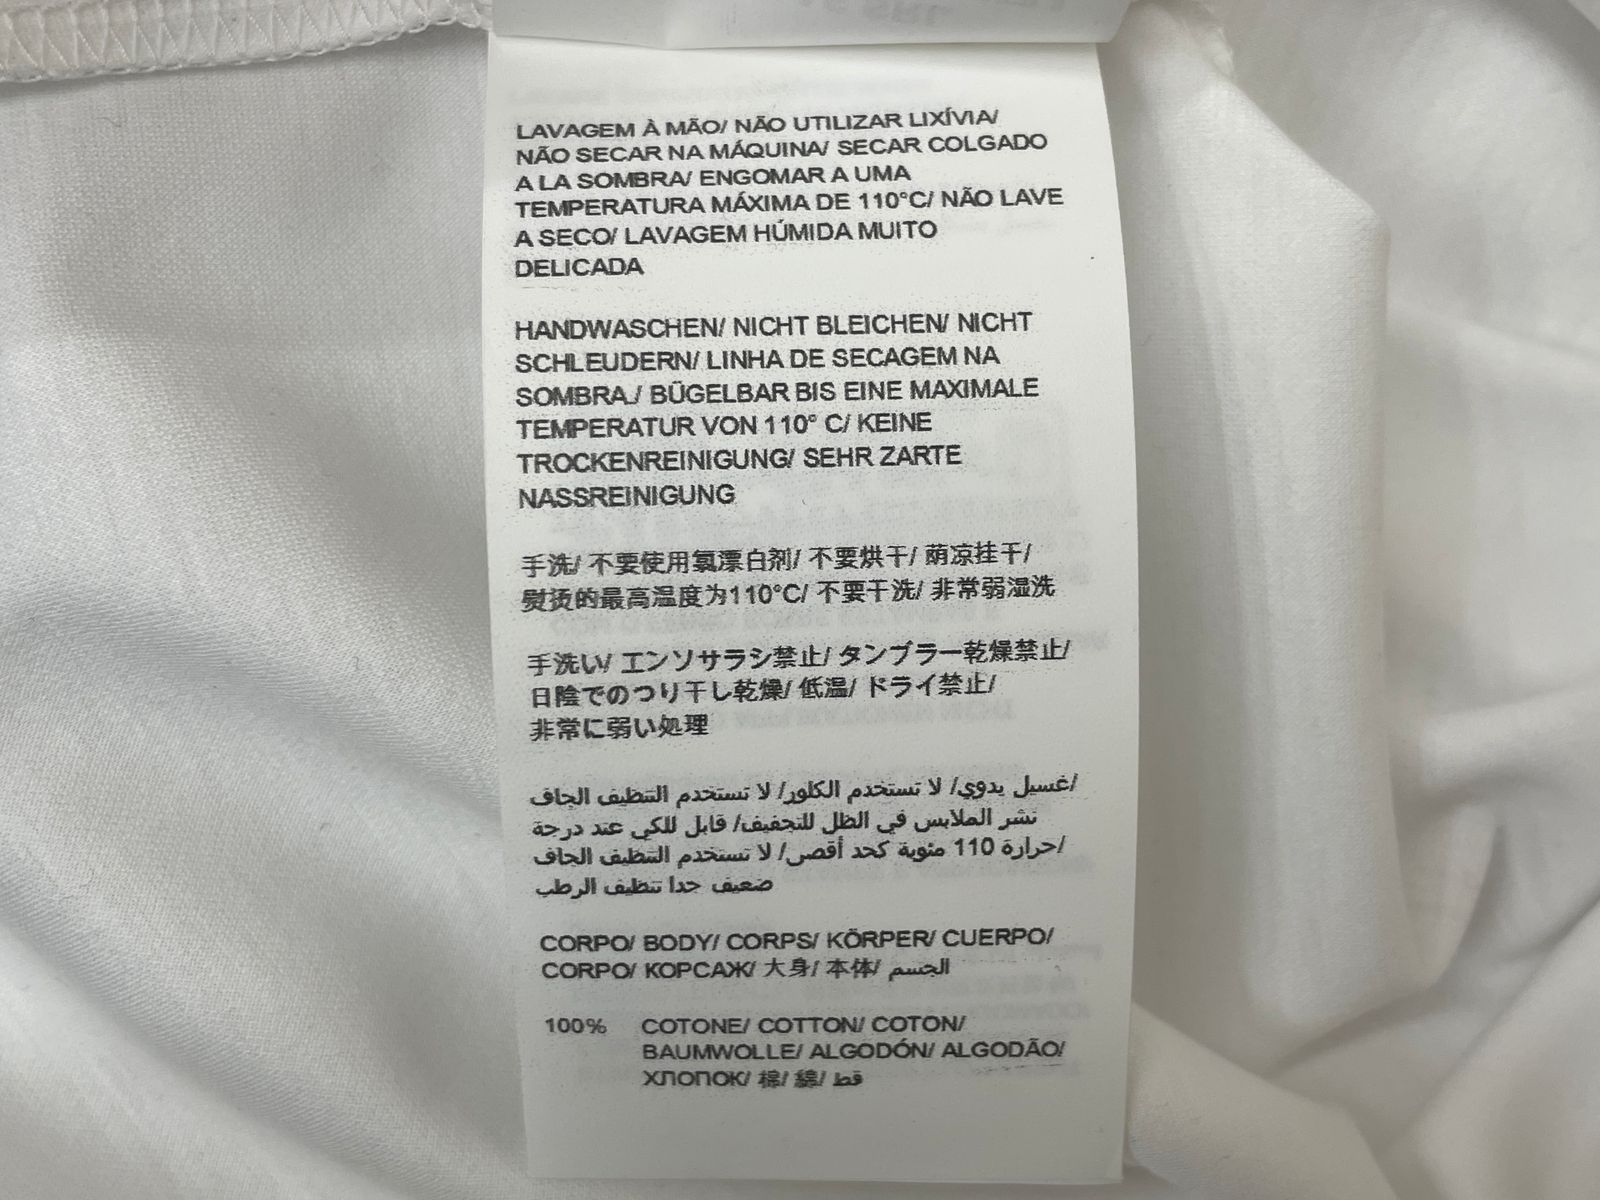 LAVAGEM À MÃO/ NÃO UTILIZAR LIXÍVIA/
NÃO SECAR NA MÁQUINA/ SECAR COLGADO
A LA SOMBRA/ ENGOMAR A UMA
TEMPERATURA MÁXIMA DE 110°C/ NÃO LAVE
A SECO/ LAVAGEM HÚMIDA MUITO
DELICADA
HANDWASCHEN/ NICHT BLEICHEN/ NICHT
SCHLEUDERN/ LINHA DE SECAGEM NA
SOMBRA./ BÜGELBAR BIS EINE MAXIMALE
TEMPERATUR VON 110° C/ KEINE
TROCKENREINIGUNG/ SEHR ZARTE
NASSREINIGUNG
手洗/ 不要使用氯漂白剂/ 不要烘干/ 荫凉挂干/
熨烫的最高温度为110°C/ 不要干洗/ 非常弱湿洗
手洗い/ エンソサラシ禁止/ タンブラー乾燥禁止/
日陰でのつり干し乾燥/ 低温/ ドライ禁止/
非常に弱い処理
غسيل يدوي/ لا تستخدم الكلور/ لا تستخدم التنظيف الجاف/
نشر الملابس في الظل للتجفيف/ قابل للكي عند درجة
حرارة 110 مئوية كحد أقصى/ لا تستخدم التنظيف الجاف/
ضعيف جدا تنظيف الرطب
CORPO/ BODY/ CORPS/ KÖRPER/ CUERPO/
CORPO/ КОРСАЖ/ 大身/ 本体/ الجسم
100% COTONE/ COTTON/ COTON/
BAUMWOLLE/ ALGODÓN/ ALGODÃO/
ХЛОПОК/ 棉/ 綿/ قط